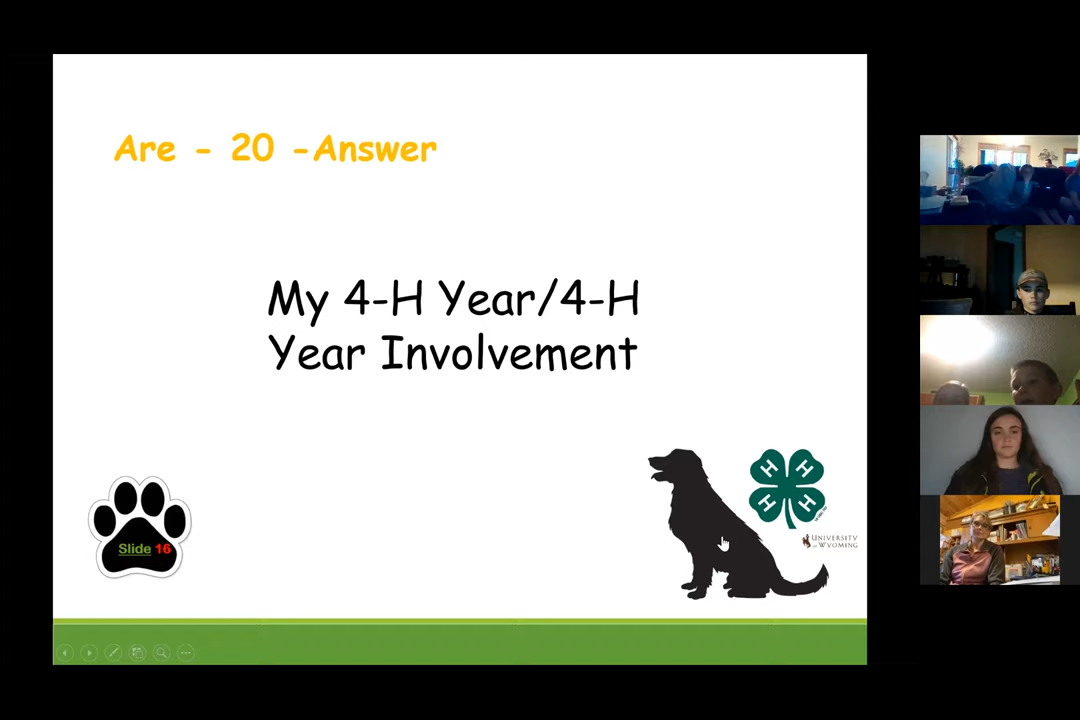 Are - 20 -Answer
My 4-H Year/4-H
Year Involvement
Slide 16
H H
H H
UNIVERSITY
OF WYOMING